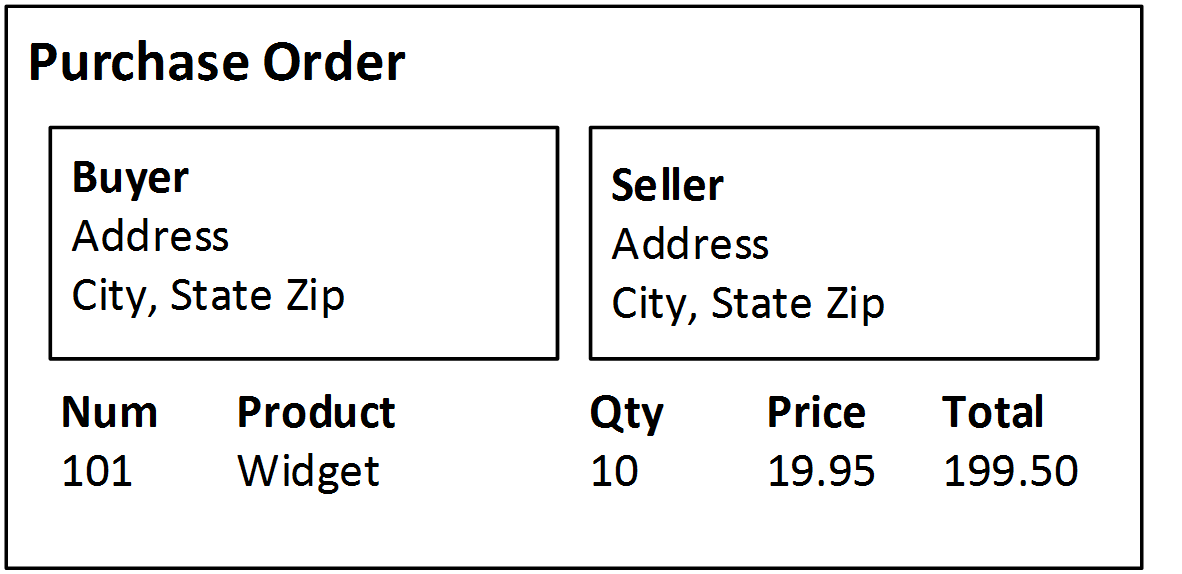 Purchase Order
Buyer
Address
City, State Zip
Seller
Address
City, State Zip
Num Product Qty Price Total
101 Widget 10 19.95 199.50